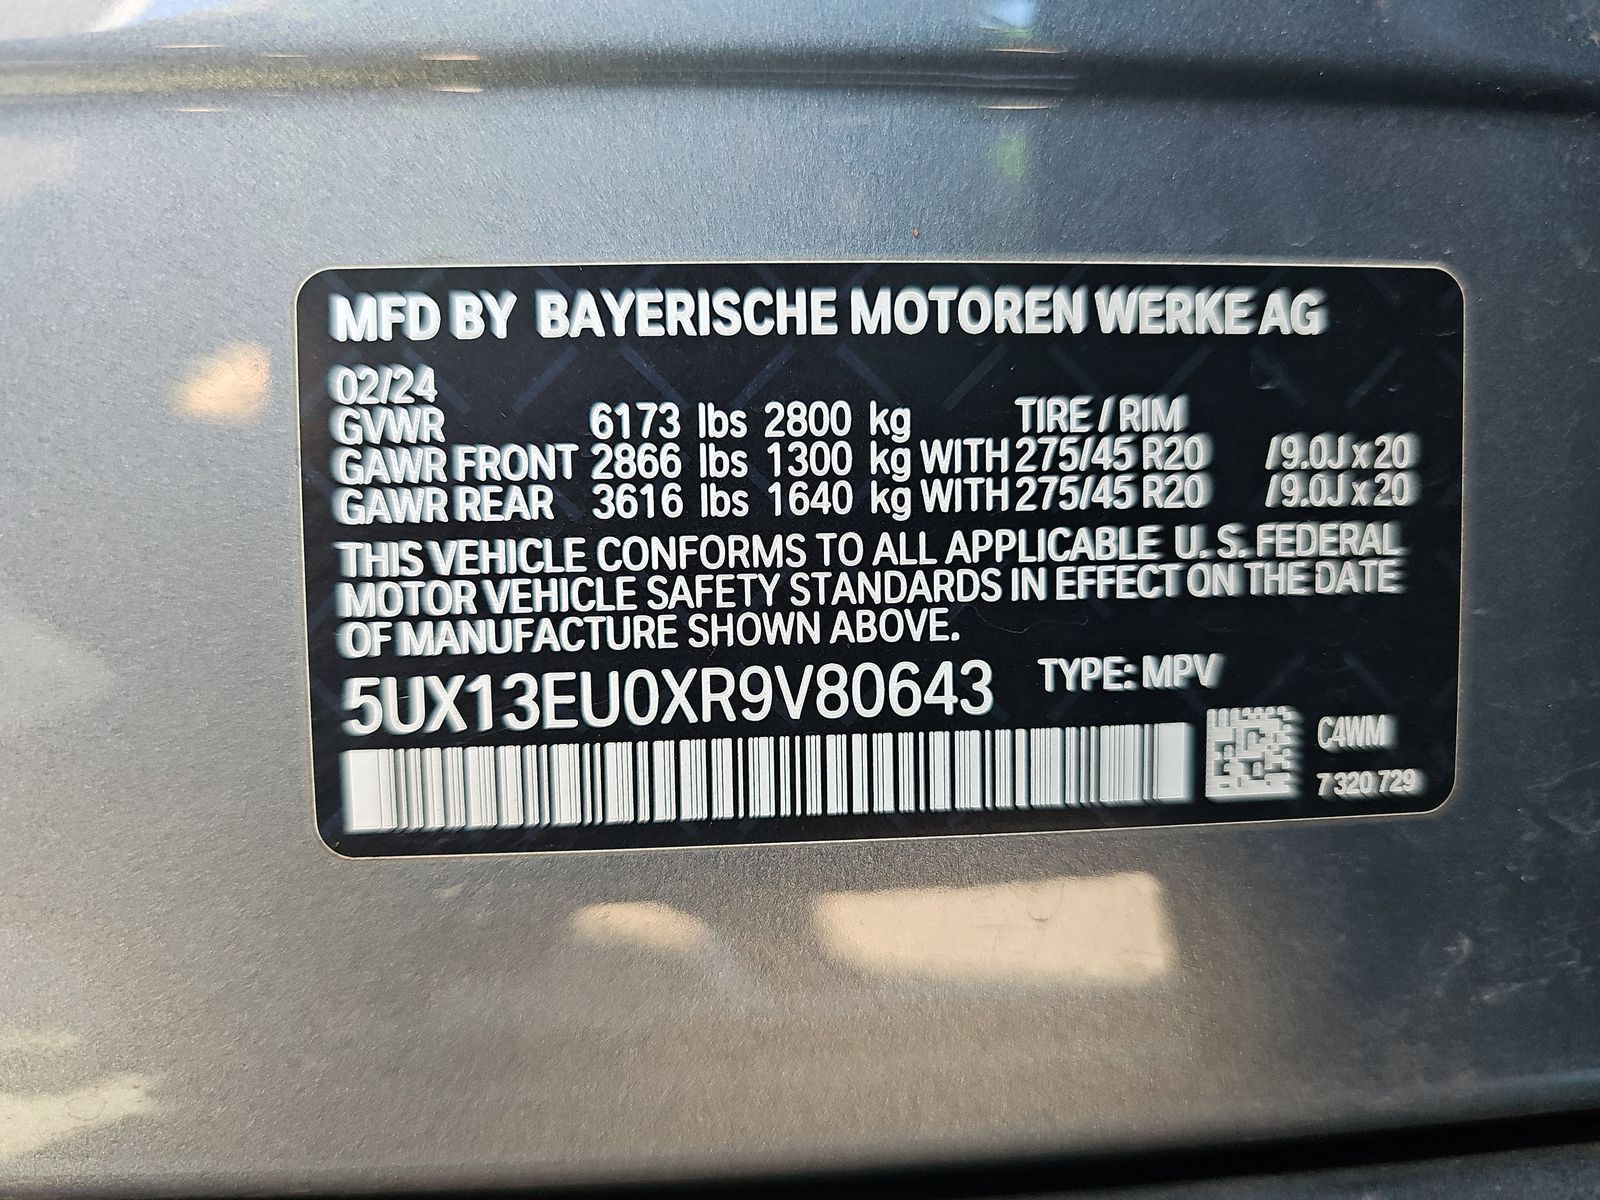 MFD BY BAYERISCHE MOTOREN WERKE AG
02/24
GVWR 6173 lbs 2800 kg TIRE / RIM
GAWR FRONT 2866 lbs 1300 kg WITH 275/45 R20 /9.0J x 20
GAWR REAR 3616 lbs 1640 kg WITH 275/45 R20 /9.0J x 20
THIS VEHICLE CONFORMS TO ALL APPLICABLE U. S. FEDERAL
MOTOR VEHICLE SAFETY STANDARDS IN EFFECT ON THE DATE
OF MANUFACTURE SHOWN ABOVE.
5UX13EU0XR9V80643 TYPE: MPV
C4WM
7 320 729